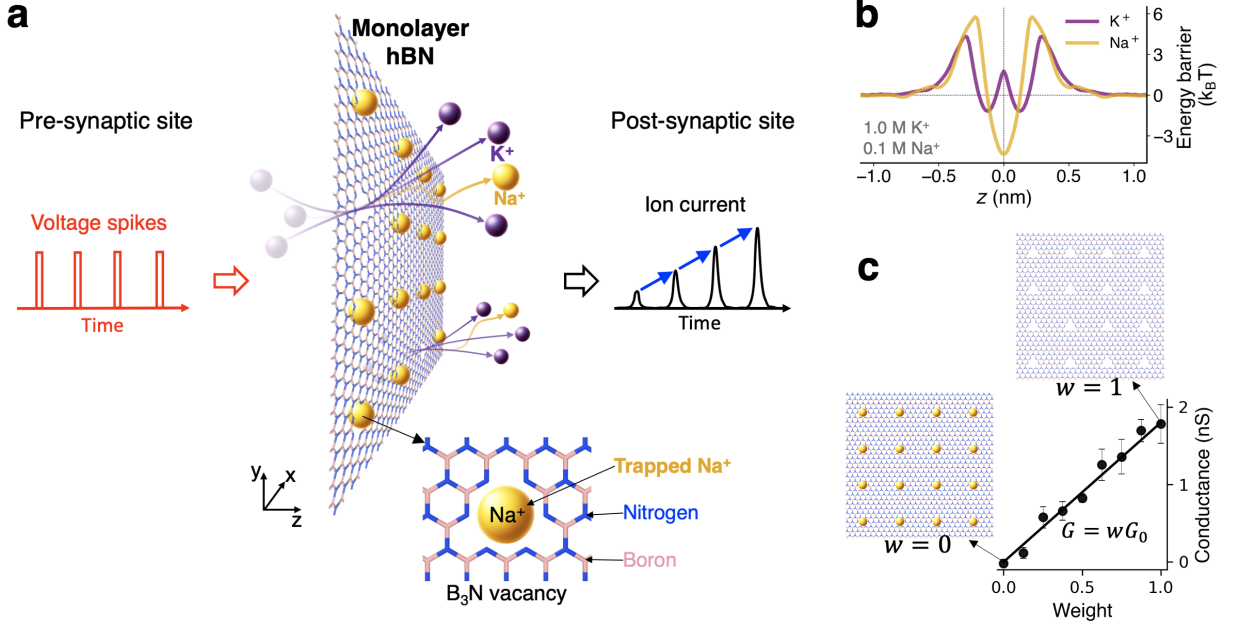 a
Monolayer
hBN
Pre-synaptic site
Post-synaptic site
K⁺
Na⁺
Voltage spikes
Time
Ion current
Time
y
x
z
Trapped Na⁺
Na⁺
Nitrogen
Boron
B₃N vacancy
b
K⁺
Na⁺
1.0 M K⁺
0.1 M Na⁺
6
3
0
−3
Energy barrier
(k_BT)
−1.0 −0.5 0.0 0.5 1.0
z (nm)
c
w = 1
w = 0
G = wG₀
2
1
0
Conductance (nS)
0.0 0.5 1.0
Weight